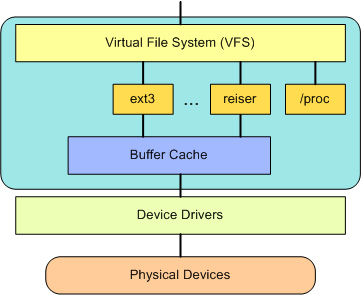 Virtual File System (VFS)
ext3 ... reiser /proc
Buffer Cache
Device Drivers
Physical Devices